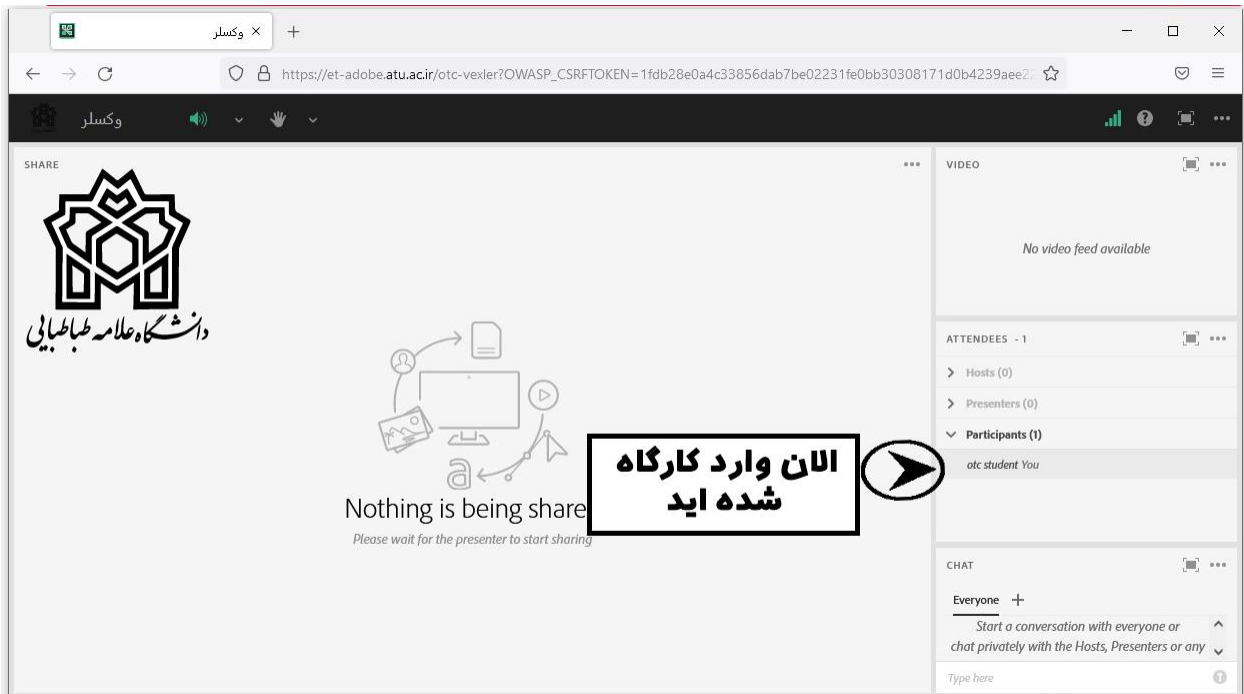 وکسلر
https://et-adobe.atu.ac.ir/otc-vexler?OWASP_CSRFTOKEN=1fdb28e0a4c33856dab7be02231fe0bb30308171d0b4239aee22
وکسلر
SHARE
دانشگاه علامه طباطبایی
Nothing is being share
Please wait for the presenter to start sharing
الان وارد کارگاه
شده اید
VIDEO
No video feed available
ATTENDEES - 1
Hosts (0)
Presenters (0)
Participants (1)
otc student You
CHAT
Everyone
Start a conversation with everyone or
chat privately with the Hosts, Presenters or any
Type here